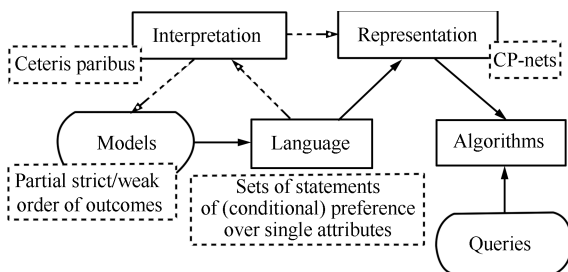 Interpretation
Representation
Ceteris paribus
CP-nets
Models
Language
Algorithms
Partial strict/weak
order of outcomes
Sets of statements
of (conditional) preference
over single attributes
Queries